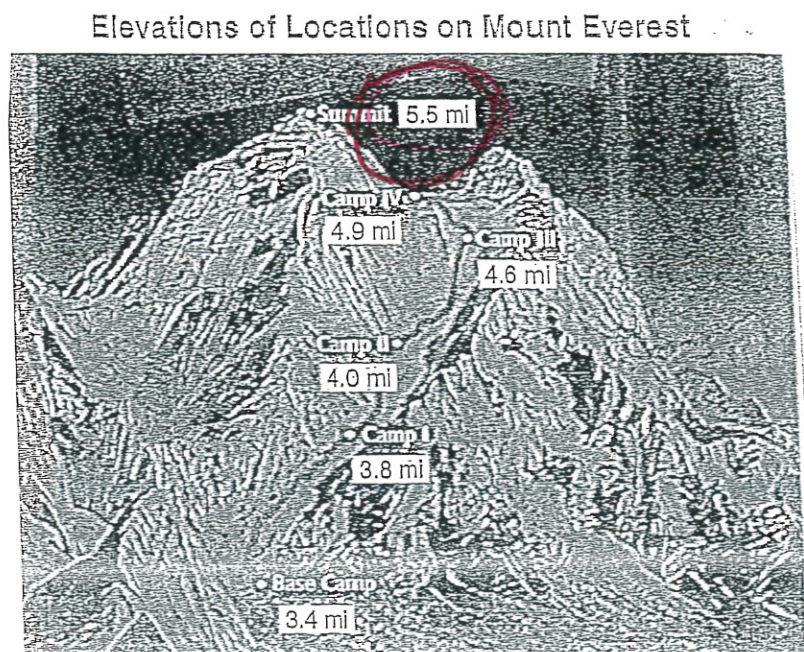 Elevations of Locations on Mount Everest
Summit 5.5 mi
Camp IV
4.9 mi
Camp III
4.6 mi
Camp II
4.0 mi
Camp I
3.8 mi
Base Camp
3.4 mi